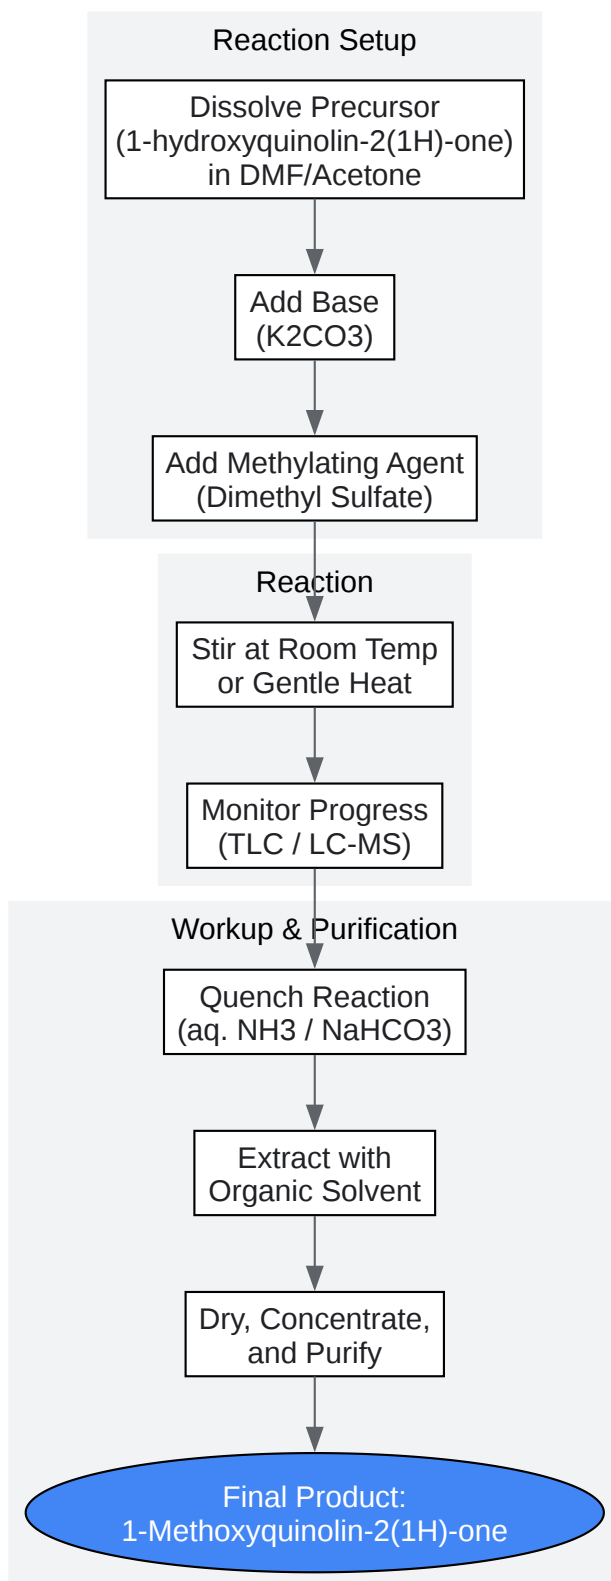 Reaction Setup
Dissolve Precursor
(1-hydroxyquinolin-2(1H)-one)
in DMF/Acetone
Add Base
(K2CO3)
Add Methylating Agent
(Dimethyl Sulfate)
Reaction
Stir at Room Temp
or Gentle Heat
Monitor Progress
(TLC / LC-MS)
Workup & Purification
Quench Reaction
(aq. NH3 / NaHCO3)
Extract with
Organic Solvent
Dry, Concentrate,
and Purify
Final Product:
1-Methoxyquinolin-2(1H)-one